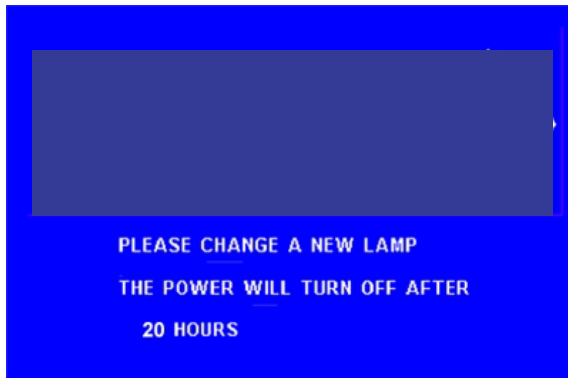 PLEASE CHANGE A NEW LAMP
THE POWER WILL TURN OFF AFTER
20 HOURS